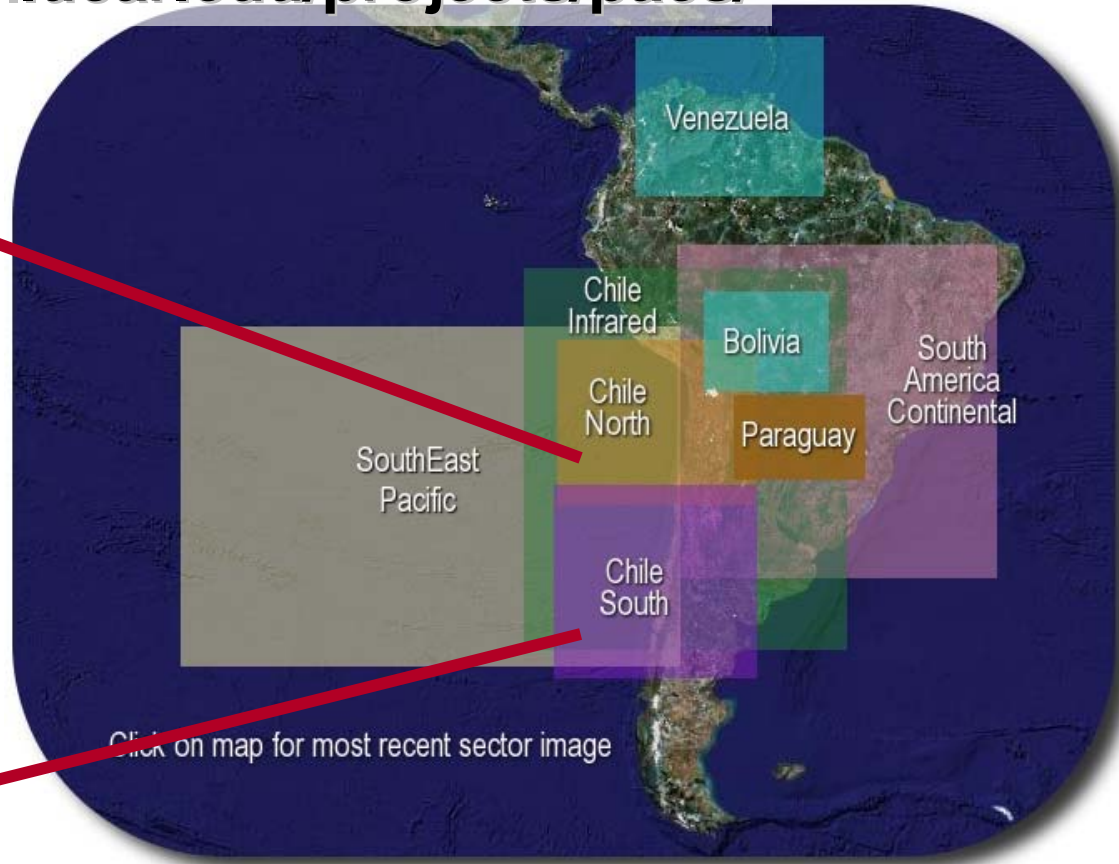 Venezuela
Chile
Infrared
Bolivia
South
America
Continental
Chile
North
Paraguay
SouthEast
Pacific
Chile
South
Click on map for most recent sector image